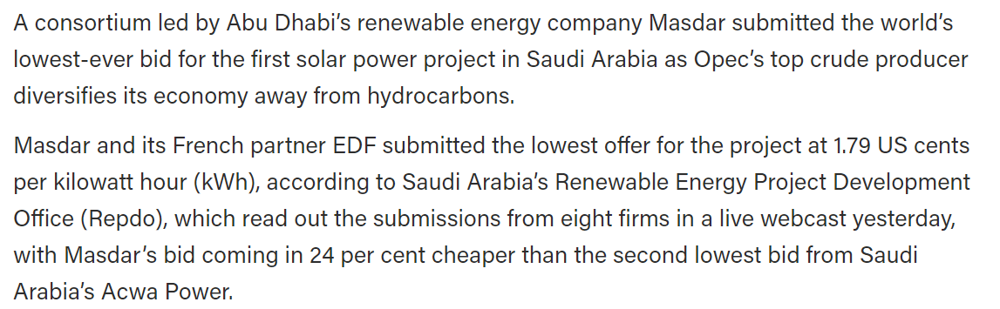 A consortium led by Abu Dhabi’s renewable energy company Masdar submitted the world’s
lowest-ever bid for the first solar power project in Saudi Arabia as Opec’s top crude producer
diversifies its economy away from hydrocarbons.
Masdar and its French partner EDF submitted the lowest offer for the project at 1.79 US cents
per kilowatt hour (kWh), according to Saudi Arabia’s Renewable Energy Project Development
Office (Repdo), which read out the submissions from eight firms in a live webcast yesterday,
with Masdar’s bid coming in 24 per cent cheaper than the second lowest bid from Saudi
Arabia’s Acwa Power.